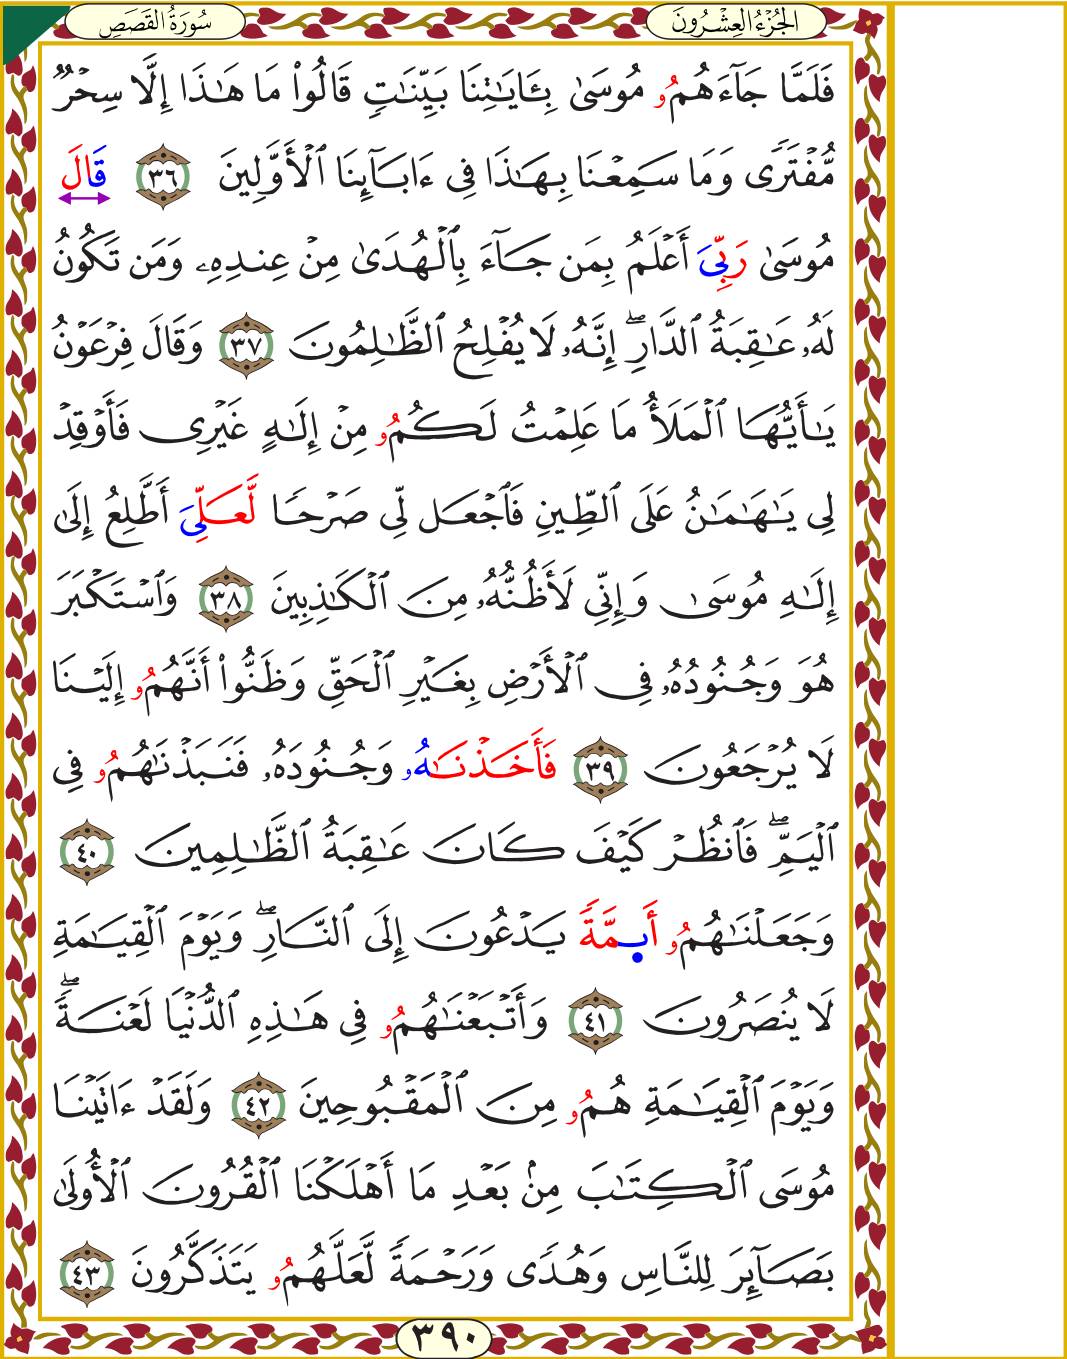 الجُزْءُ العِشْرُونَ
سُورَةُ القَصَصِ
فَلَمَّا جَآءَهُمُو مُوسَىٰ بِـَٔايَـٰتِنَا بَيِّنَـٰتٍ قَالُوا۟ مَا هَـٰذَا إِلَّا سِحْرٌ
مُّفْتَرًى وَمَا سَمِعْنَا بِهَـٰذَا فِى ءَابَآئِنَا ٱلْأَوَّلِينَ ٣٦ قَالَ
مُوسَىٰ رَبِّىَ أَعْلَمُ بِمَن جَآءَ بِٱلْهُدَىٰ مِنْ عِندِهِۦ وَمَن تَكُونُ
لَهُۥ عَـٰقِبَةُ ٱلدَّارِۖ إِنَّهُۥ لَا يُفْلِحُ ٱلظَّـٰلِمُونَ ٣٧ وَقَالَ فِرْعَوْنُ
يَـٰٓأَيُّهَا ٱلْمَلَأُ مَا عَلِمْتُ لَكُمُو مِنْ إِلَـٰهٍ غَيْرِى فَأَوْقِدْ
لِى يَـٰهَـٰمَـٰنُ عَلَى ٱلطِّينِ فَٱجْعَل لِّى صَرْحًا لَّعَلِّىَ أَطَّلِعُ إِلَىٰ
إِلَـٰهِ مُوسَىٰ وَإِنِّى لَأَظُنُّهُۥ مِنَ ٱلْكَـٰذِبِينَ ٣٨ وَٱسْتَكْبَرَ
هُوَ وَجُنُودُهُۥ فِى ٱلْأَرْضِ بِغَيْرِ ٱلْحَقِّ وَظَنُّوٓا۟ أَنَّهُمُو إِلَيْنَا
لَا يُرْجَعُونَ ٣٩ فَأَخَذْنَـٰهُۥ وَجُنُودَهُۥ فَنَبَذْنَـٰهُمُو فِى
ٱلْيَمِّۖ فَٱنظُرْ كَيْفَ كَانَ عَـٰقِبَةُ ٱلظَّـٰلِمِينَ ٤٠
وَجَعَلْنَـٰهُمُو أَىِمَّةً يَدْعُونَ إِلَى ٱلنَّارِۖ وَيَوْمَ ٱلْقِيَـٰمَةِ
لَا يُنصَرُونَ ٤١ وَأَتْبَعْنَـٰهُمُو فِى هَـٰذِهِ ٱلدُّنْيَا لَعْنَةًۖ
وَيَوْمَ ٱلْقِيَـٰمَةِ هُمُو مِنَ ٱلْمَقْبُوحِينَ ٤٢ وَلَقَدْ ءَاتَيْنَا
مُوسَى ٱلْكِتَـٰبَ مِنۢ بَعْدِ مَا أَهْلَكْنَا ٱلْقُرُونَ ٱلْأُولَىٰ
بَصَآئِرَ لِلنَّاسِ وَهُدًى وَرَحْمَةً لَّعَلَّهُمُو يَتَذَكَّرُونَ ٤٣
٣٩٠